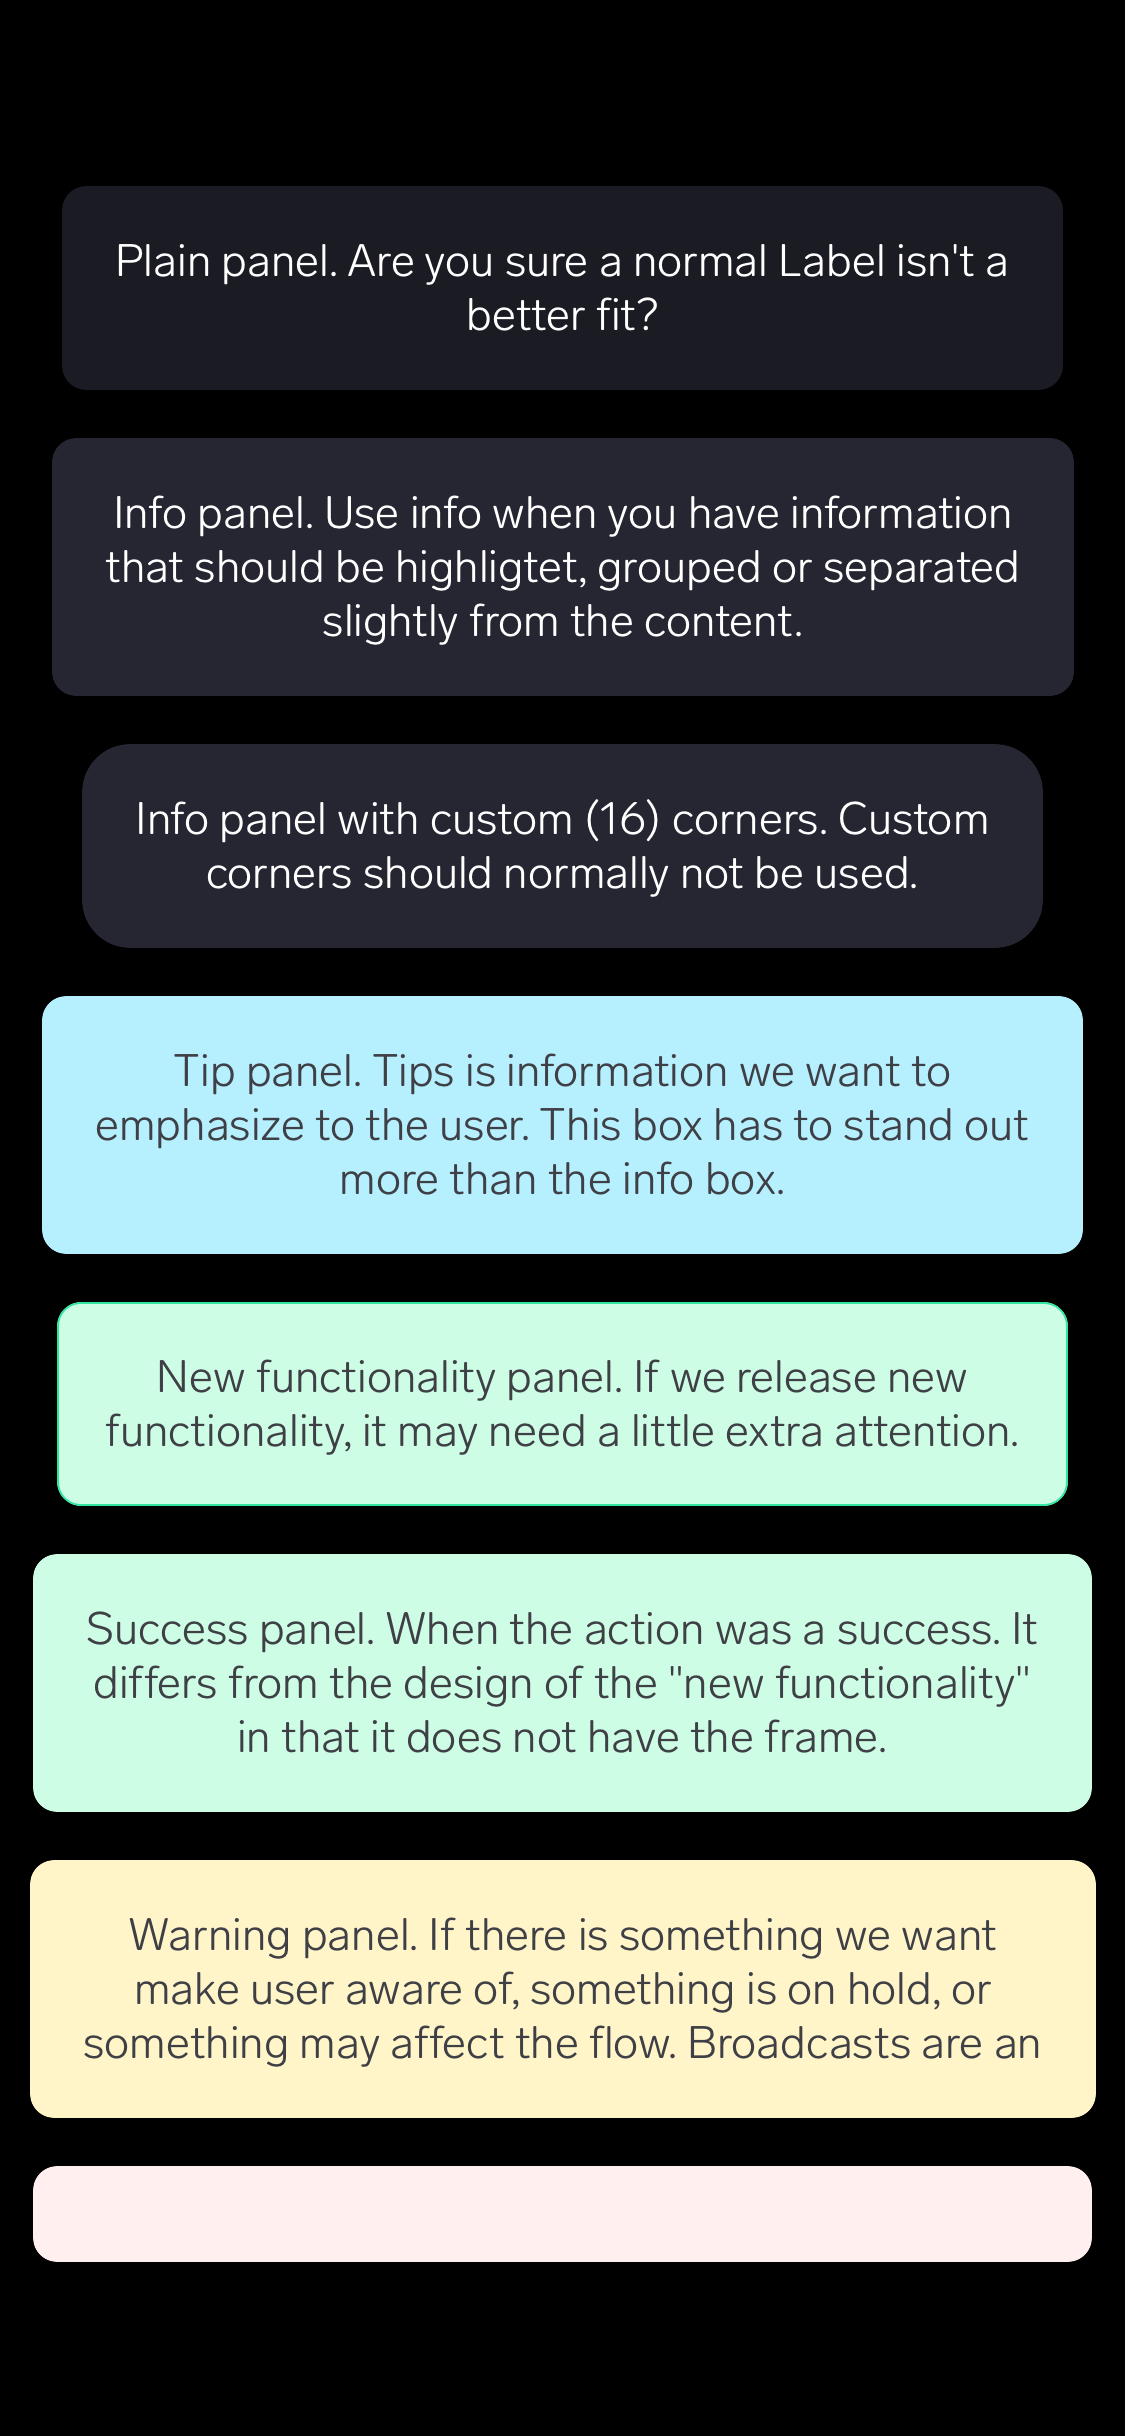 Plain panel. Are you sure a normal Label isn't a
better fit?
Info panel. Use info when you have information
that should be highligtet, grouped or separated
slightly from the content.
Info panel with custom (16) corners. Custom
corners should normally not be used.
Tip panel. Tips is information we want to
emphasize to the user. This box has to stand out
more than the info box.
New functionality panel. If we release new
functionality, it may need a little extra attention.
Success panel. When the action was a success. It
differs from the design of the "new functionality"
in that it does not have the frame.
Warning panel. If there is something we want
make user aware of, something is on hold, or
something may affect the flow. Broadcasts are an